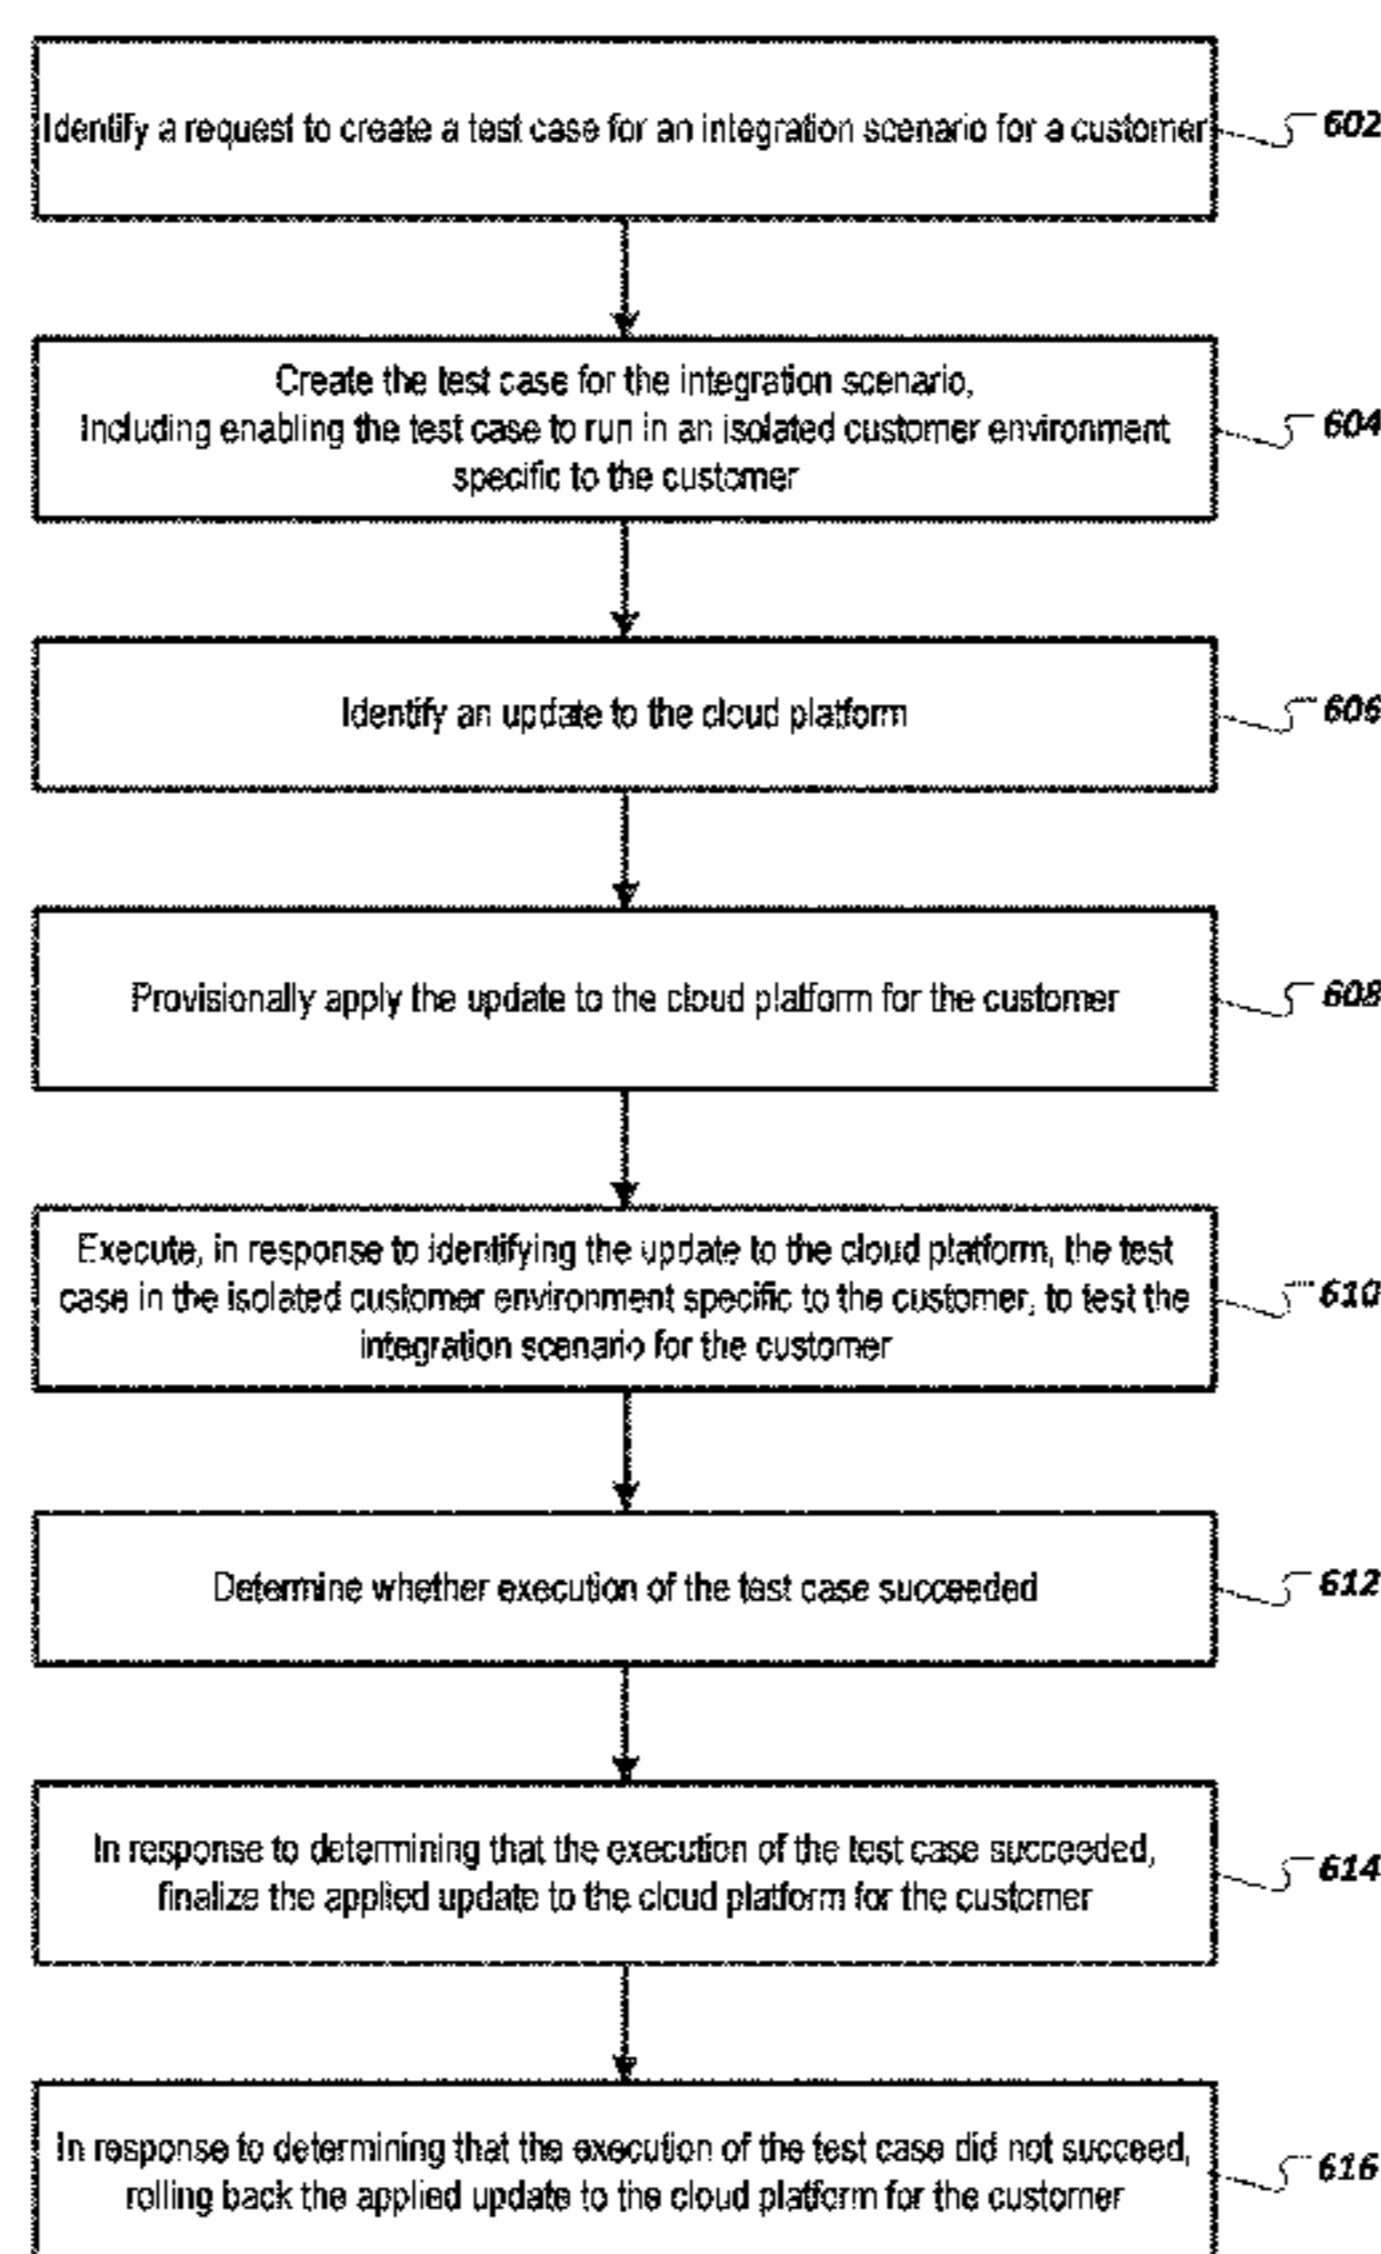 Identify a request to create a test case for an integration scenario for a customer
602
Create the test case for the integration scenario,
Including enabling the test case to run in an isolated customer environment
specific to the customer
604
Identify an update to the cloud platform
606
Provisionally apply the update to the cloud platform for the customer
608
Execute, in response to identifying the update to the cloud platform, the test
case in the isolated customer environment specific to the customer, to test the
integration scenario for the customer
610
Determine whether execution of the test case succeeded
612
In response to determining that the execution of the test case succeeded,
finalize the applied update to the cloud platform for the customer
614
In response to determining that the execution of the test case did not succeed,
rolling back the applied update to the cloud platform for the customer
616